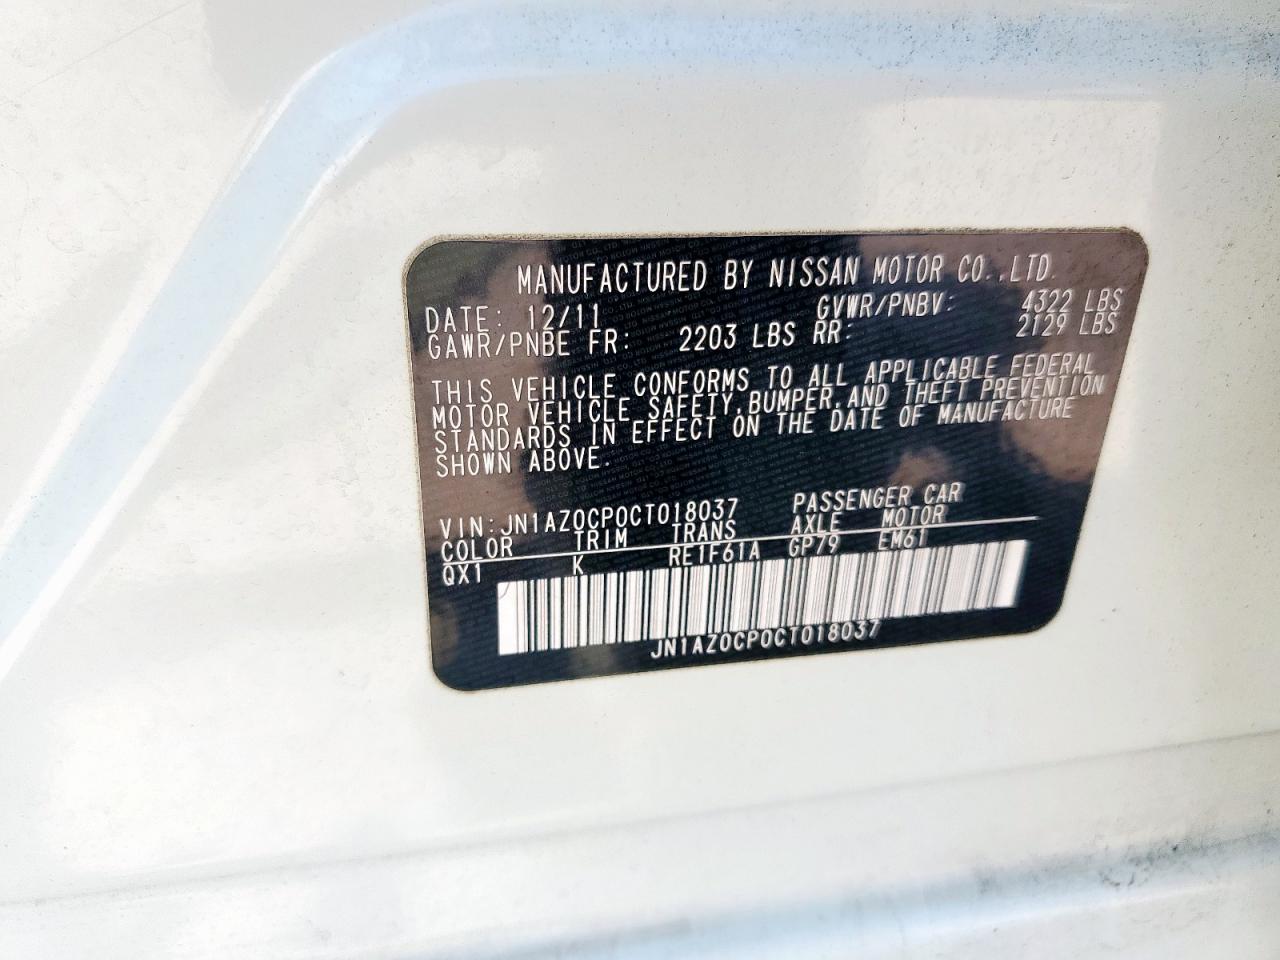 MANUFACTURED BY NISSAN MOTOR CO.,LTD.
DATE: 12/11 GVWR/PNBV: 4322 LBS
GAWR/PNBE FR: 2203 LBS RR: 2129 LBS
THIS VEHICLE CONFORMS TO ALL APPLICABLE FEDERAL
MOTOR VEHICLE SAFETY,BUMPER,AND THEFT PREVENTION
STANDARDS IN EFFECT ON THE DATE OF MANUFACTURE
SHOWN ABOVE.
VIN:JN1AZ0CP0CT018037 PASSENGER CAR
COLOR TRIM TRANS AXLE MOTOR
QX1 K RE1F61A GP79 EM61
JN1AZ0CP0CT018037